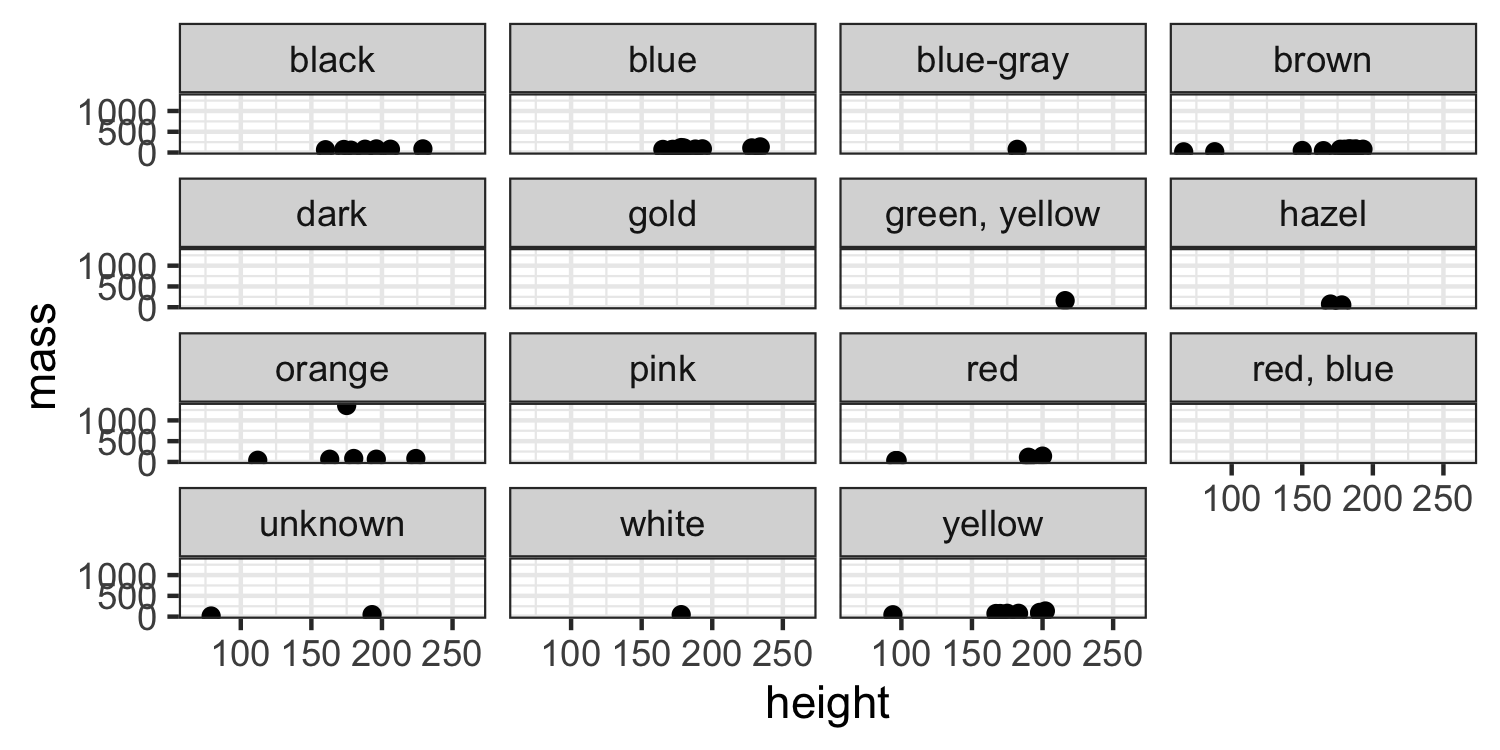 black
blue
blue-gray
brown
1000
500
0
dark
gold
green, yellow
hazel
1000
500
0
mass
orange
pink
red
red, blue
1000
500
0
100 150 200 250
unknown
white
yellow
1000
500
0
100 150 200 250
100 150 200 250
100 150 200 250
height